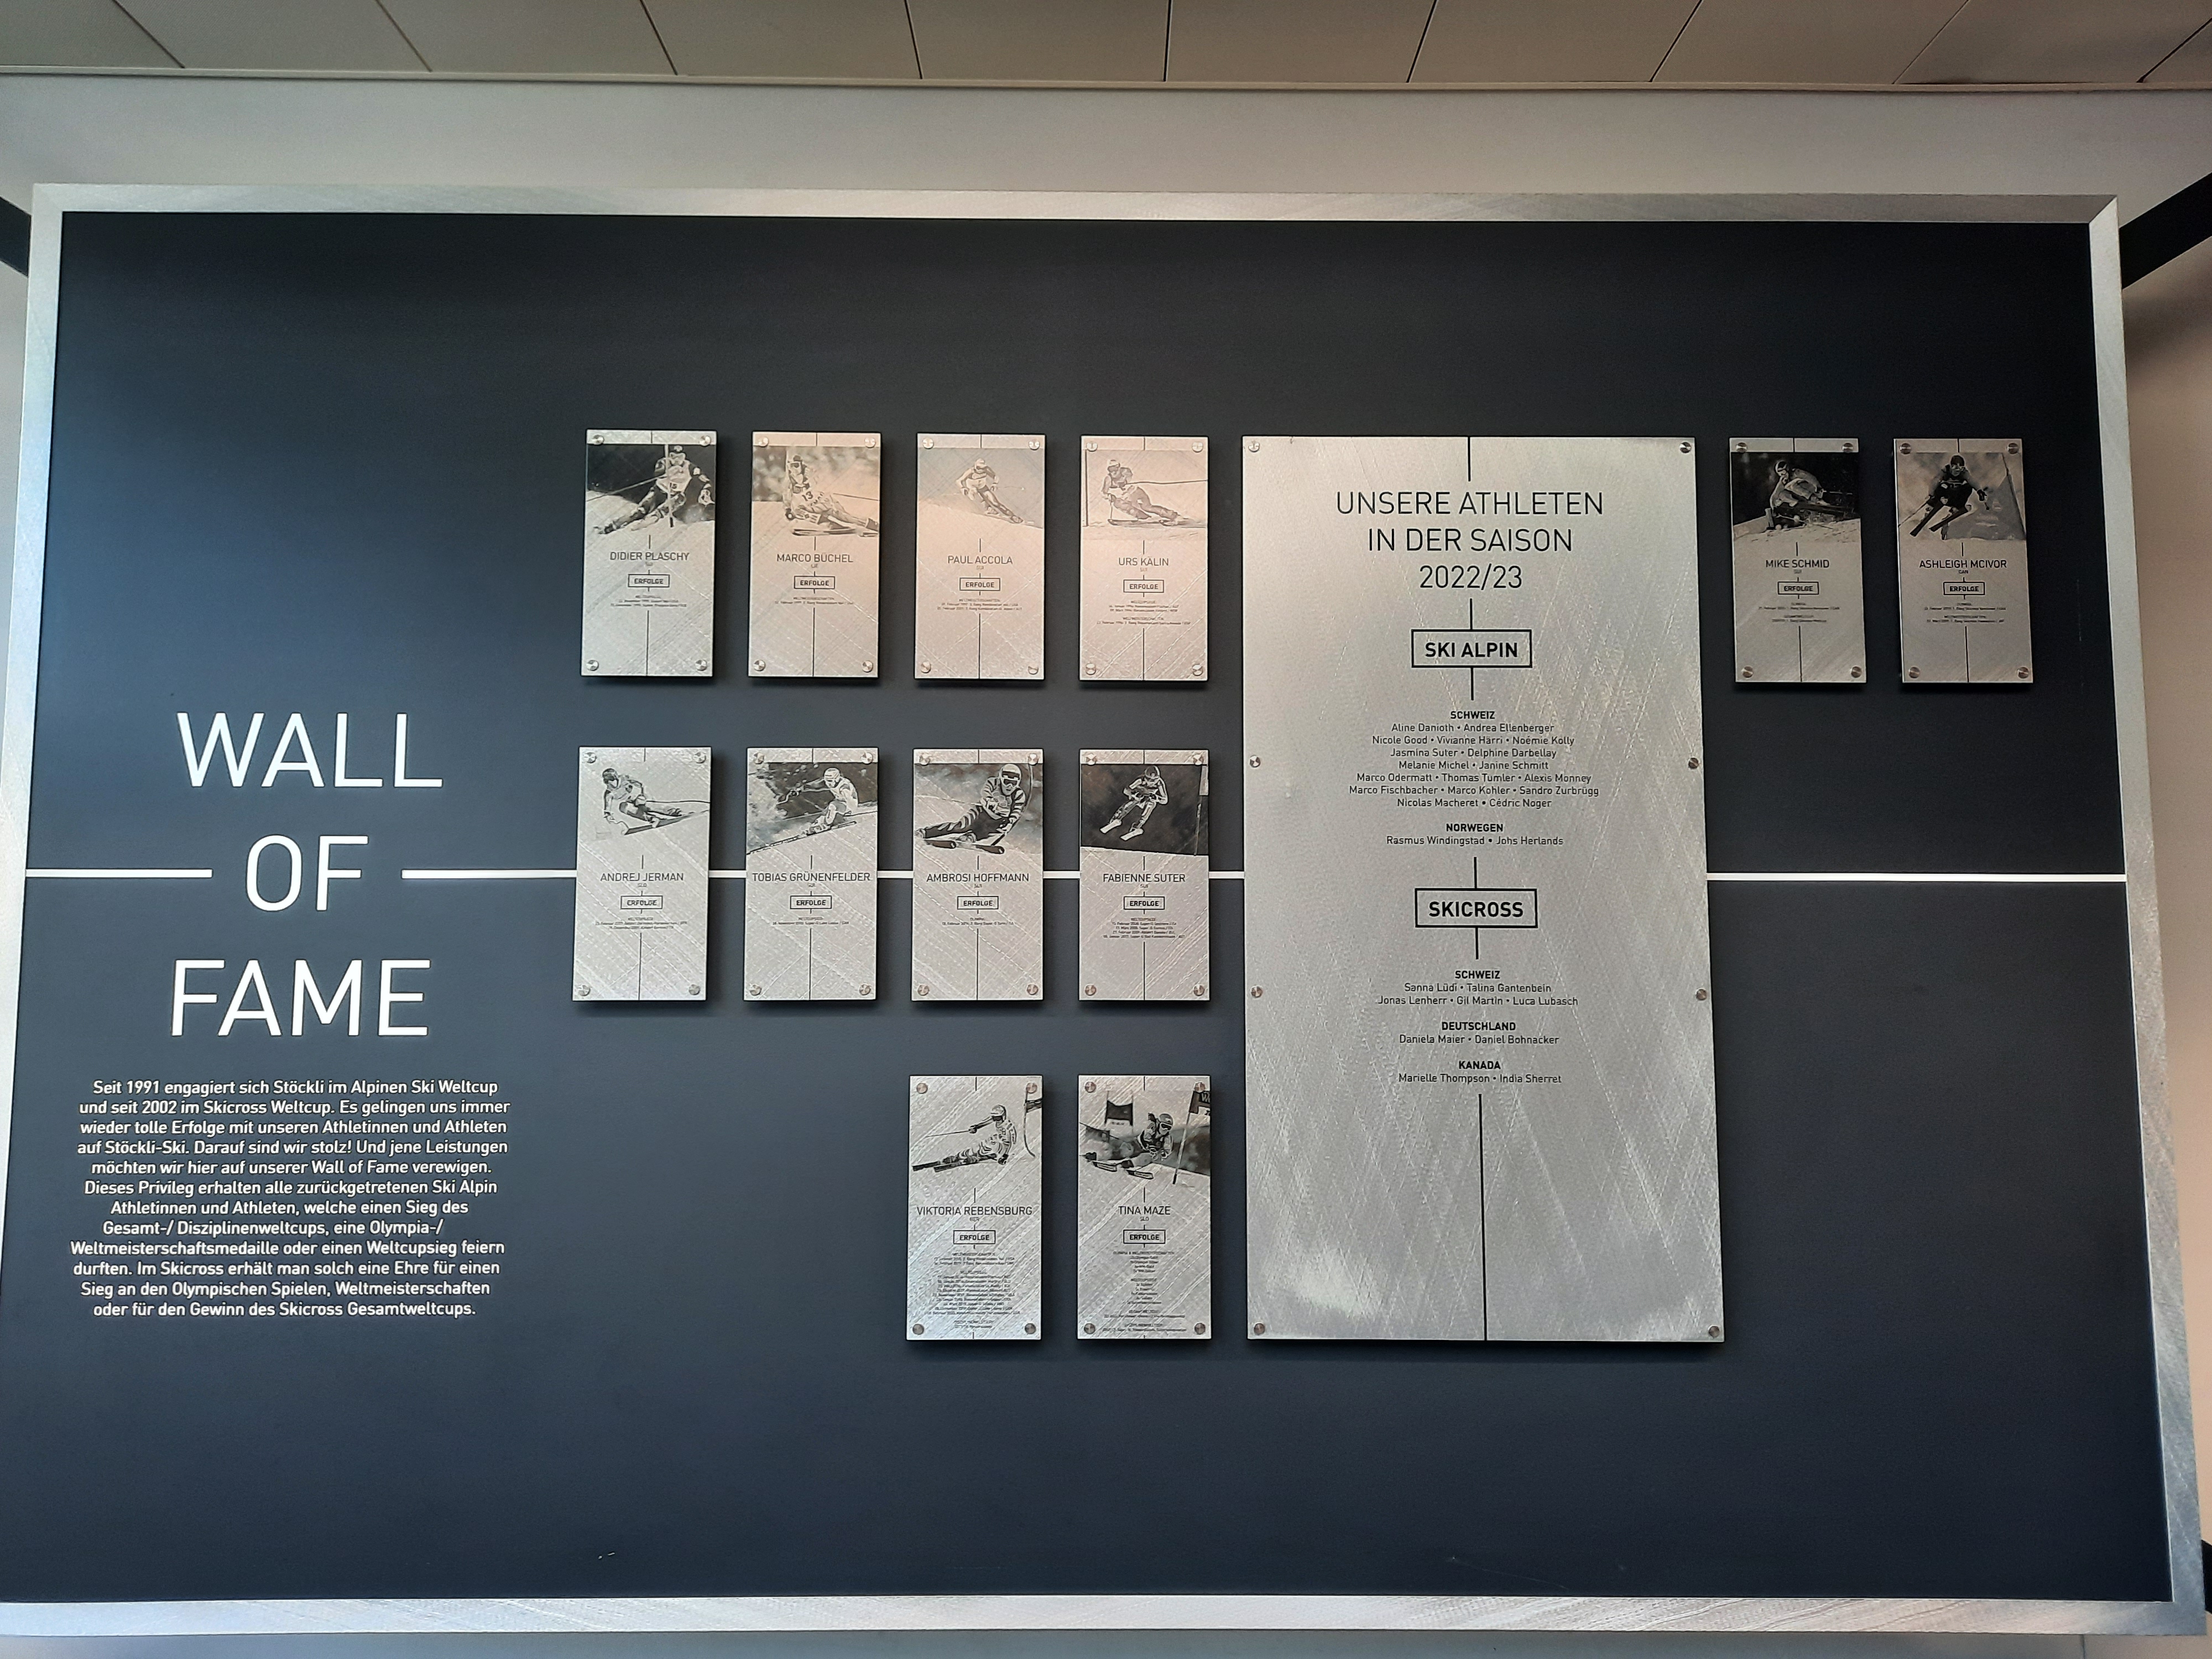 WALL
OF
FAME
Seit 1991 engagiert sich Stöckli im Alpinen Ski Weltcup
und seit 2002 im Skicross Weltcup. Es gelingen uns immer
wieder tolle Erfolge mit unseren Athletinnen und Athleten
auf Stöckli-Ski. Darauf sind wir stolz! Und jene Leistungen
möchten wir hier auf unserer Wall of Fame verewigen.
Dieses Privileg erhalten alle zurückgetretenen Ski Alpin
Athletinnen und Athleten, welche einen Sieg des
Gesamt-/ Disziplinenweltcups, eine Olympia-/
Weltmeisterschaftsmedaille oder einen Weltcupsieg feiern
durften. Im Skicross erhält man solch eine Ehre für einen
Sieg an den Olympischen Spielen, Weltmeisterschaften
oder für den Gewinn des Skicross Gesamtweltcups.
DIDIER PLASCHY
ERFOLGE
MARCO BÜCHEL
ERFOLGE
PAUL ACCOLA
ERFOLGE
URS KÄLIN
ERFOLGE
ANDREJ JERMAN
ERFOLGE
TOBIAS GRÜNENFELDER
ERFOLGE
AMBROSI HOFFMANN
ERFOLGE
FABIENNE SUTER
ERFOLGE
VIKTORIA REBENSBURG
ERFOLGE
TINA MAZE
ERFOLGE
UNSERE ATHLETEN
IN DER SAISON
2022/23
SKI ALPIN
SCHWEIZ
Aline Danioth • Andrea Ellenberger
Nicole Good • Vivianne Härri • Noémie Kolly
Jasmina Suter • Delphine Darbellay
Melanie Michel • Janine Schmitt
Marco Odermatt • Thomas Tumler • Alexis Monney
Marco Fischbacher • Marco Kohler • Sandro Zurbrügg
Nicolas Macheret • Cédric Noger
NORWEGEN
Rasmus Windingstad • Johs Herlands
SKICROSS
SCHWEIZ
Sanna Lüdi • Talina Gantenbein
Jonas Lenherr • Gil Martin • Luca Lubasch
DEUTSCHLAND
Daniela Maier • Daniel Bohnacker
KANADA
Marielle Thompson • India Sherret
MIKE SCHMID
ERFOLGE
ASHLEIGH MCIVOR
CAN
ERFOLGE